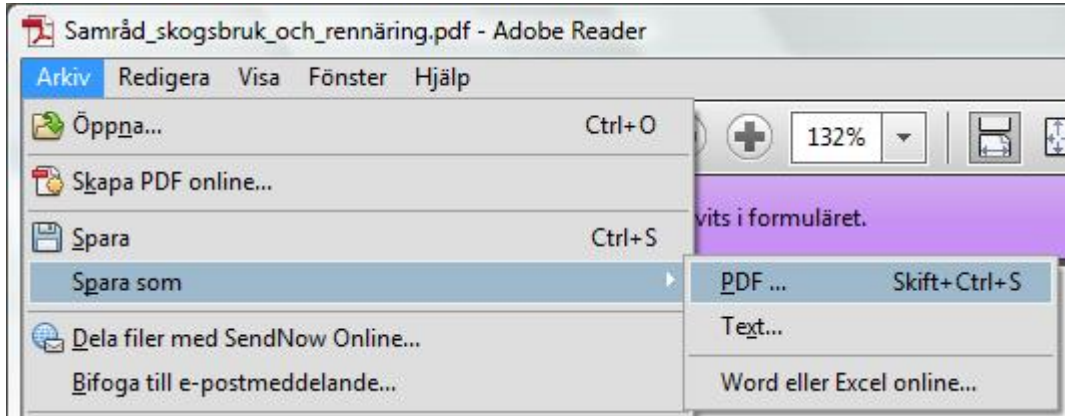 Samråd_skogsbruk_och_rennäring.pdf - Adobe Reader
Arkiv Redigera Visa Fönster Hjälp
Öppna... Ctrl+O
132%
Skapa PDF online...
vits i formuläret.
Spara Ctrl+S
Spara som
PDF ... Skift+Ctrl+S
Text...
Word eller Excel online...
Dela filer med SendNow Online...
Bifoga till e-postmeddelande...